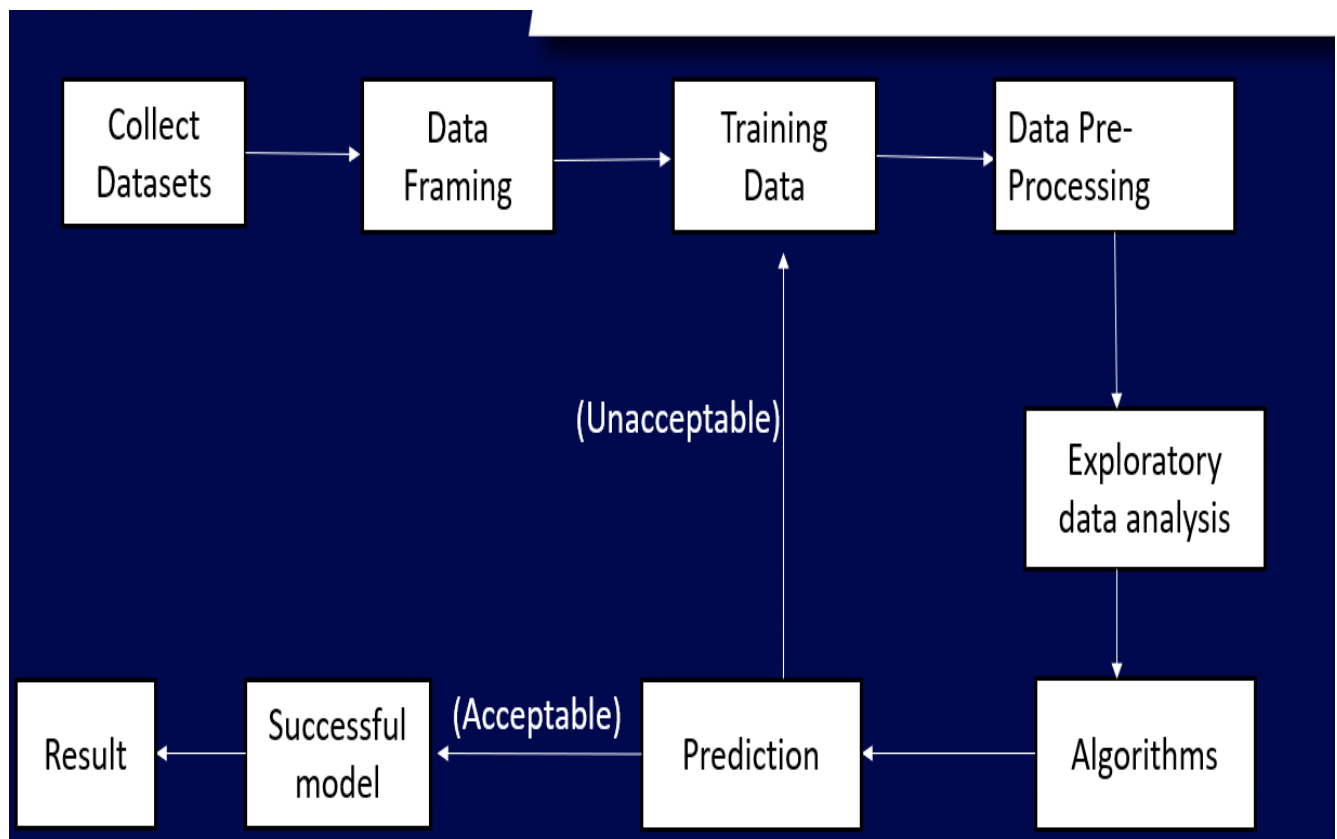 Collect
Datasets
Data
Framing
Training
Data
Data Pre-
Processing
(Unacceptable)
Exploratory
data analysis
Result
Successful
model
(Acceptable)
Prediction
Algorithms